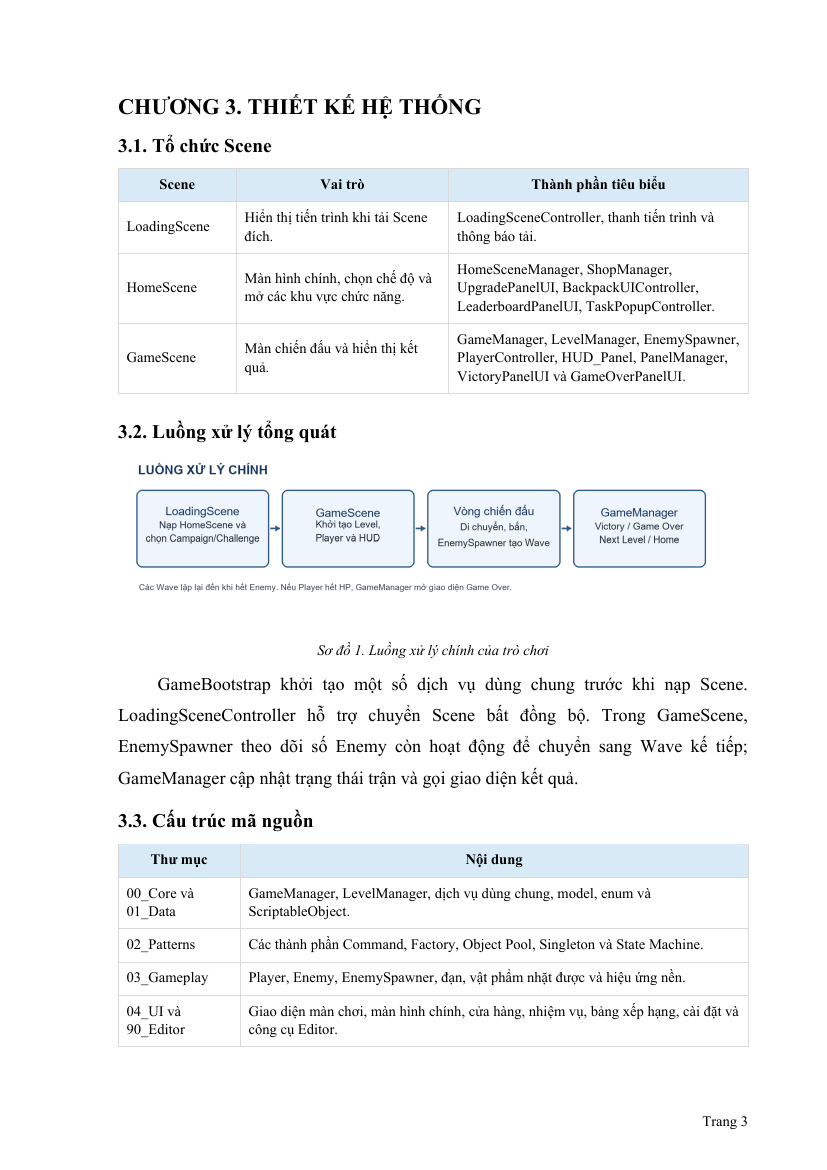 CHƯƠNG 3. THIẾT KẾ HỆ THỐNG
3.1. Tổ chức Scene
Scene
Vai trò
Thành phần tiêu biểu
LoadingScene
Hiển thị tiến trình khi tải Scene
đích.
LoadingSceneController, thanh tiến trình và
thông báo tải.
HomeScene
Màn hình chính, chọn chế độ và
mở các khu vực chức năng.
HomeSceneManager, ShopManager,
UpgradePanelUI, BackpackUIController,
LeaderboardPanelUI, TaskPopupController.
GameScene
Màn chiến đấu và hiển thị kết
quả.
GameManager, LevelManager, EnemySpawner,
PlayerController, HUD_Panel, PanelManager,
VictoryPanelUI và GameOverPanelUI.
3.2. Luồng xử lý tổng quát
LUỒNG XỬ LÝ CHÍNH
LoadingScene
Nạp HomeScene và
chọn Campaign/Challenge
GameScene
Khởi tạo Level,
Player và HUD
Vòng chiến đấu
Di chuyển, bắn,
EnemySpawner tạo Wave
GameManager
Victory / Game Over
Next Level / Home
Các Wave lặp lại đến khi hết Enemy. Nếu Player hết HP, GameManager mở giao diện Game Over.
Sơ đồ 1. Luồng xử lý chính của trò chơi
GameBootstrap khởi tạo một số dịch vụ dùng chung trước khi nạp Scene.
LoadingSceneController hỗ trợ chuyển Scene bất đồng bộ. Trong GameScene,
EnemySpawner theo dõi số Enemy còn hoạt động để chuyển sang Wave kế tiếp;
GameManager cập nhật trạng thái trận và gọi giao diện kết quả.
3.3. Cấu trúc mã nguồn
Thư mục
Nội dung
00_Core và
01_Data
GameManager, LevelManager, dịch vụ dùng chung, model, enum và
ScriptableObject.
02_Patterns
Các thành phần Command, Factory, Object Pool, Singleton và State Machine.
03_Gameplay
Player, Enemy, EnemySpawner, đạn, vật phẩm nhặt được và hiệu ứng nền.
04_UI và
90_Editor
Giao diện màn chơi, màn hình chính, cửa hàng, nhiệm vụ, bảng xếp hạng, cài đặt và
công cụ Editor.
Trang 3